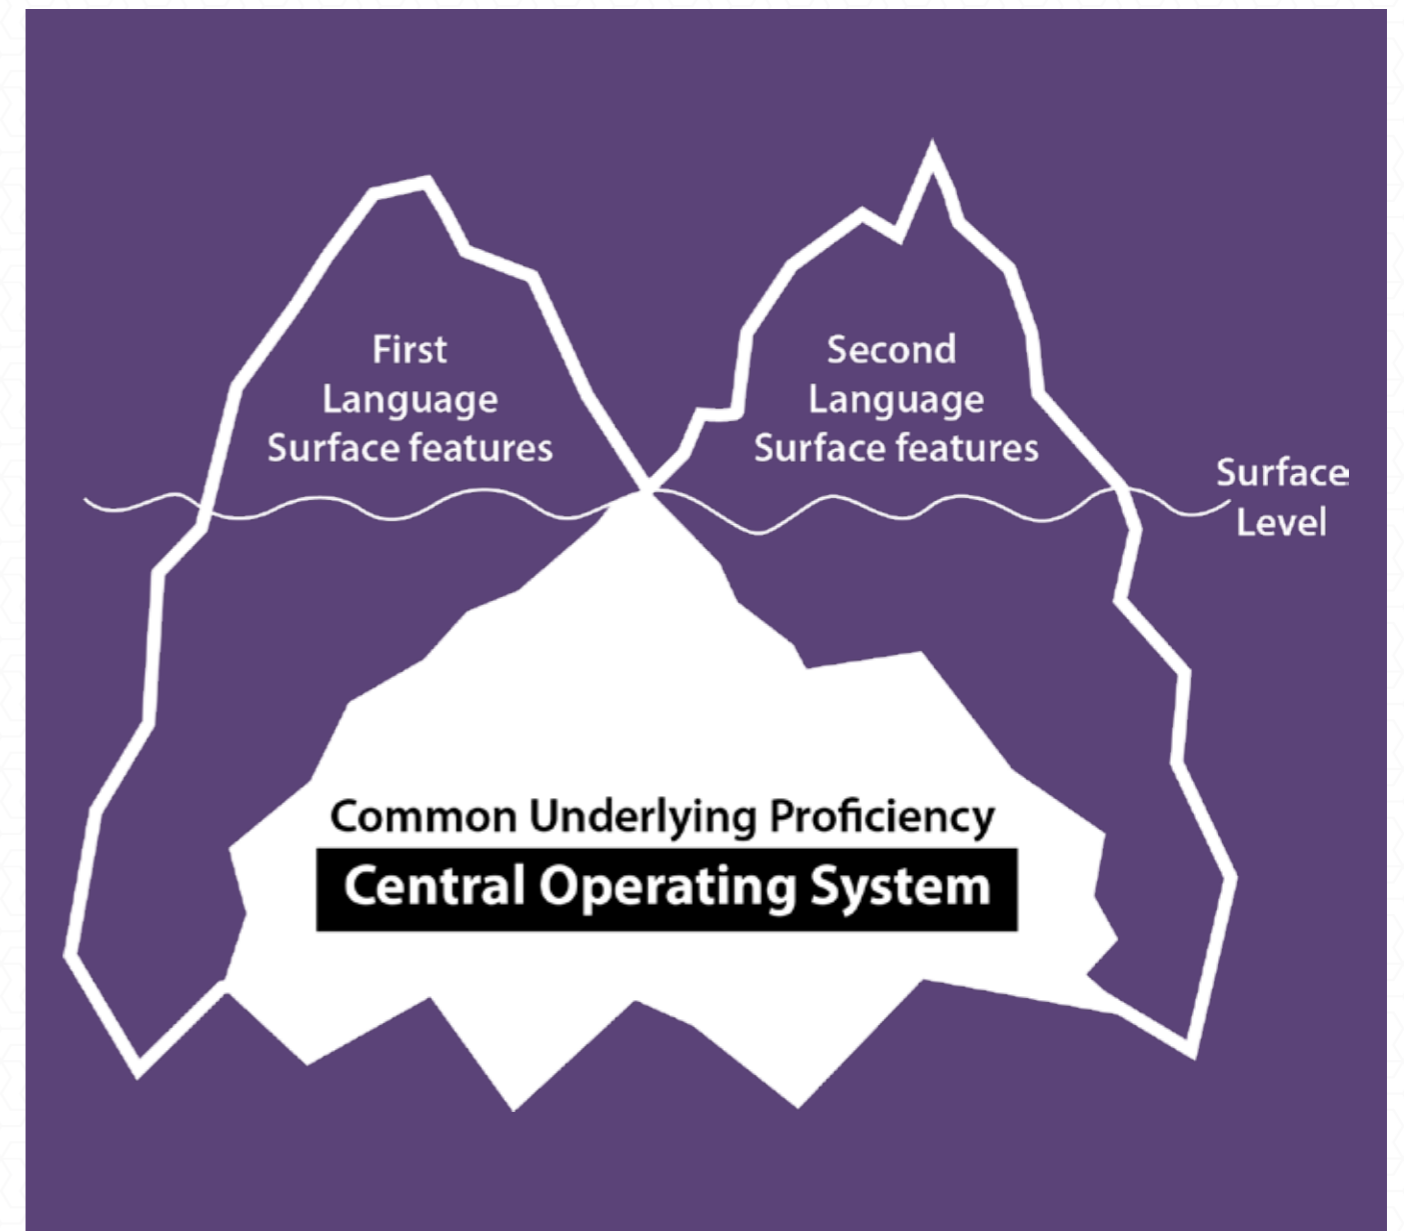 First
Language
Surface features
Second
Language
Surface features
Surface
Level
Common Underlying Proficiency
Central Operating System